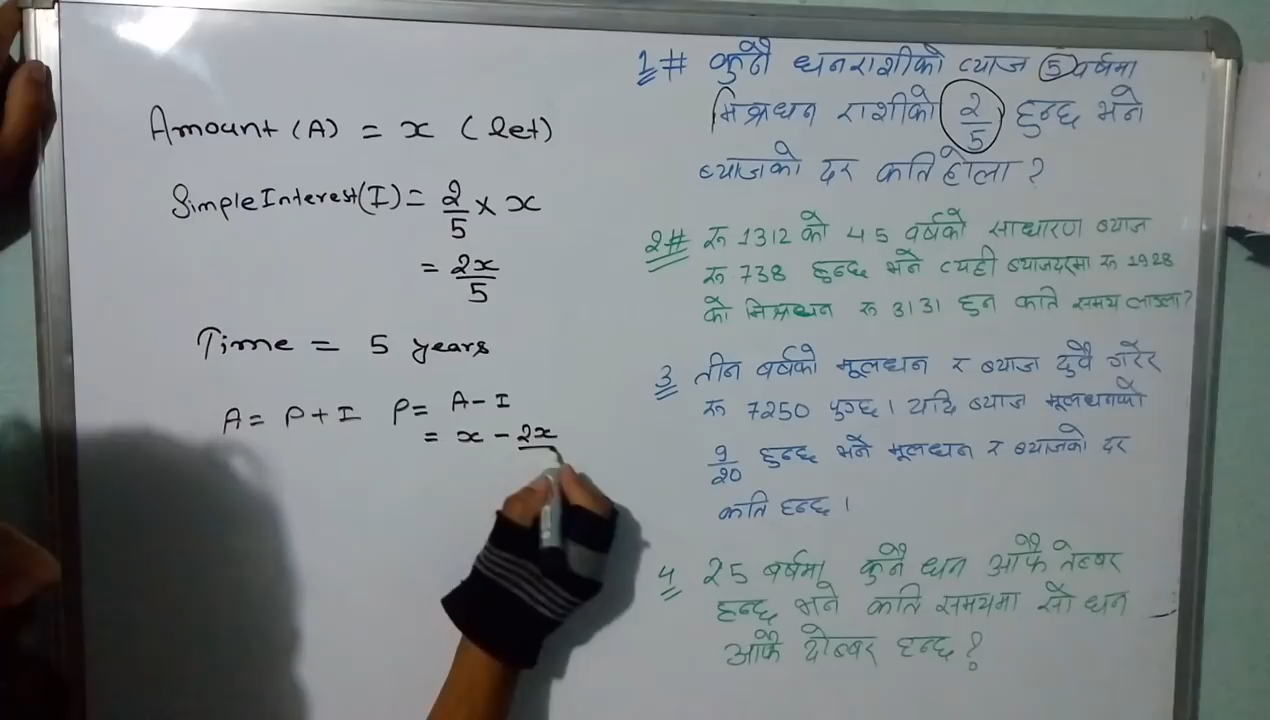 Amount (A) = x (let)
Simple Interest (I) = 2/5 × x
= 2x/5
Time = 5 years
A = P + I P = A - I
= x - 2x
1# कुनै धनराशीको ब्याज 5 वर्षमा
मिश्रधन राशीको 2/5 हुन्छ भने
ब्याजको दर कति होला ?
2# रु 1312 को 45 वर्षको साधारण ब्याज
रु 738 हुन्छ भने त्यही ब्याजदरमा रु 1928
को मिश्रधन रु 3131 हुन कति समय लाग्ला ?
3 तीन वर्षको मूलधन र ब्याज दुवै गरेर
रु 7250 पुग्छ । यदि ब्याज मूलधनको
9/20 हुन्छ भने मूलधन र ब्याजको दर
कति हुन्छ ।
4 25 वर्षमा कुनै धन आफै तेब्बर
हुन्छ भने कति समयमा सो धन
आफै दोब्बर हुन्छ ?